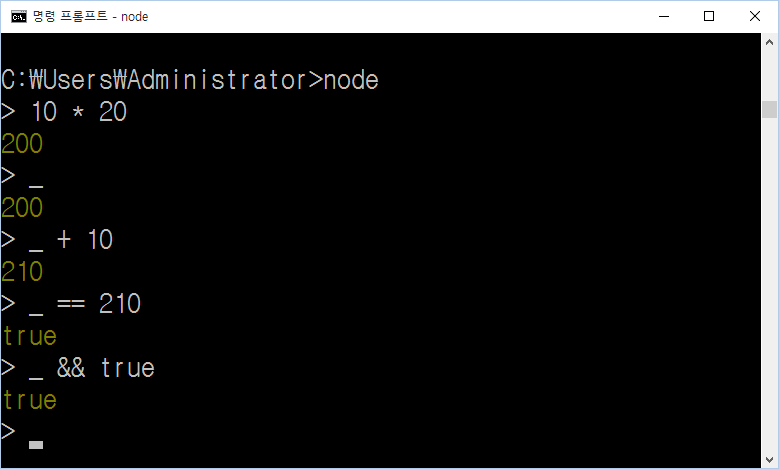 명령 프롬프트 - node
C:₩Users₩Administrator>node
> 10 * 20
200
> _
200
> _ + 10
210
> _ == 210
true
> _ && true
true
>